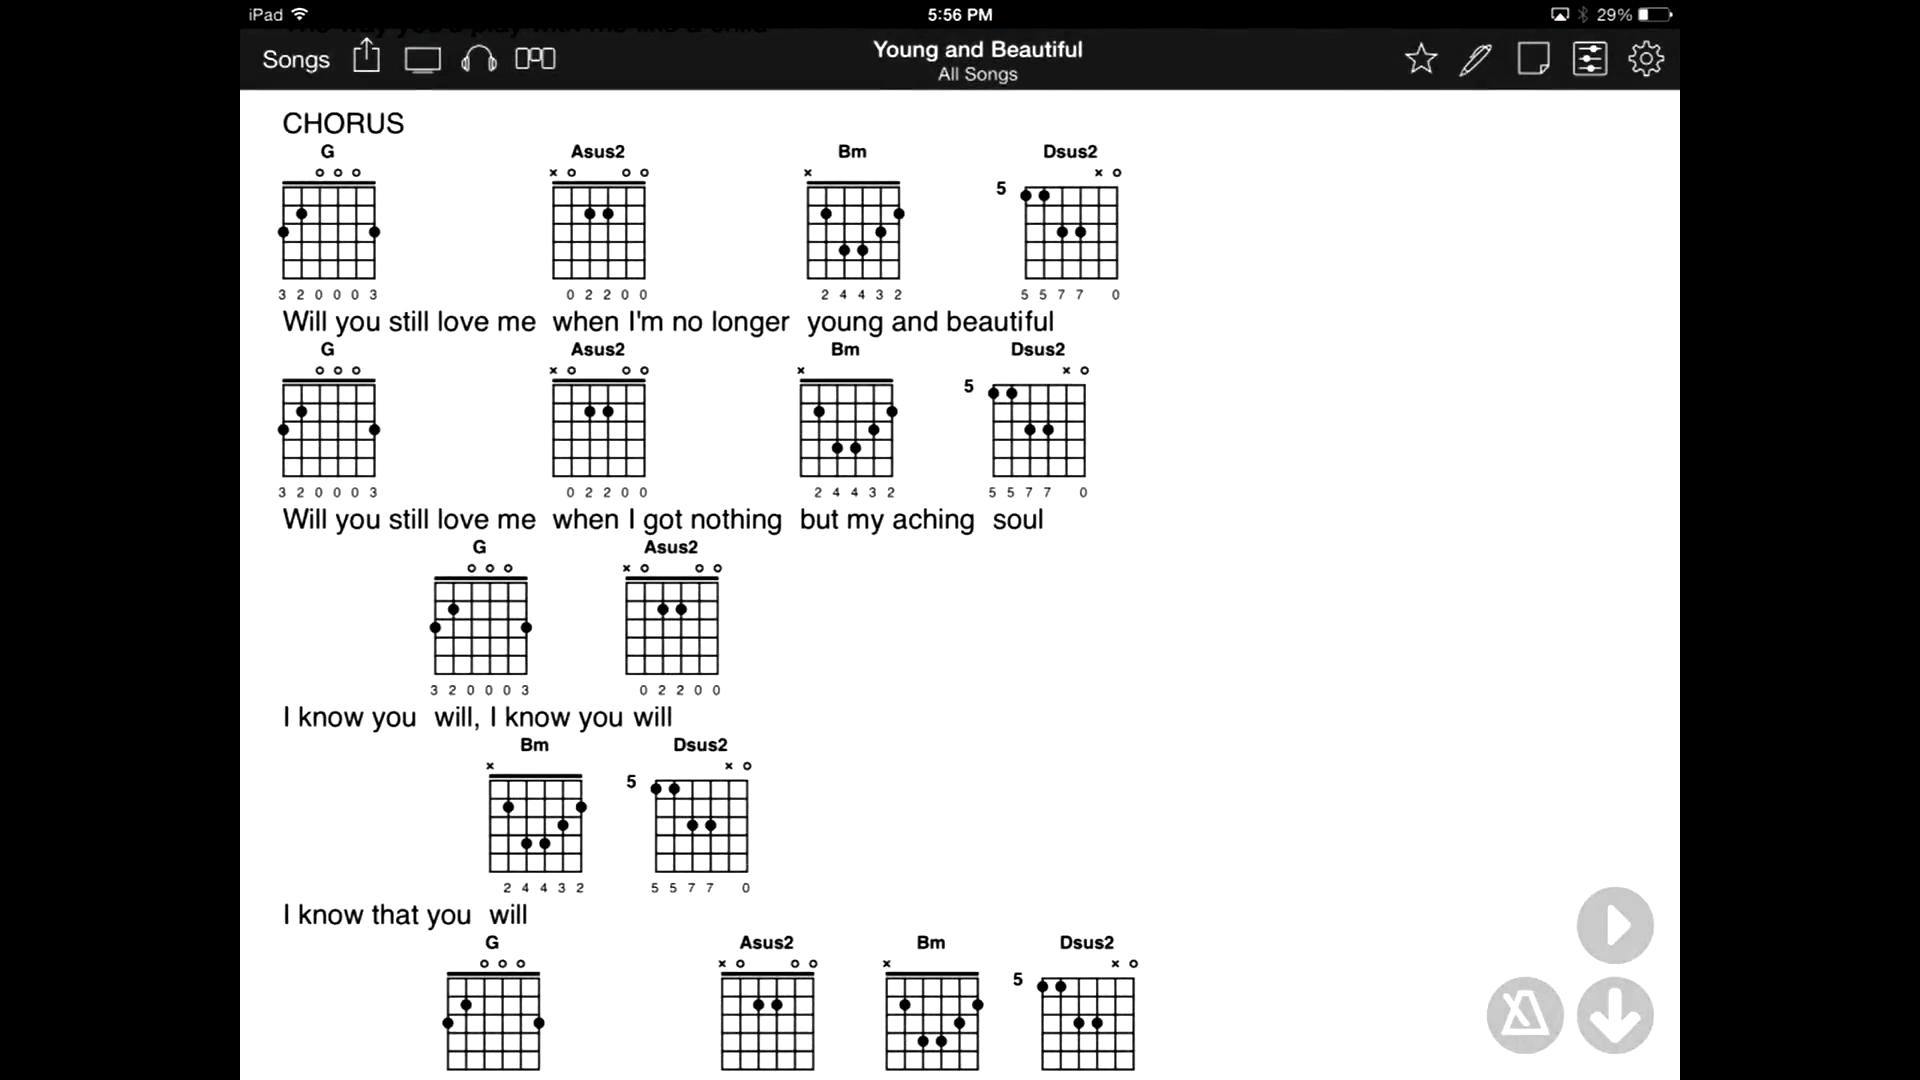 iPad 5:56 PM 29%
Songs Young and Beautiful
All Songs
CHORUS
G Asus2 Bm Dsus2
x o o o o x o o o x x o
5
3 2 0 0 0 3 0 2 2 0 0 2 4 4 3 2 5 5 7 7 0
Will you still love me when I'm no longer young and beautiful
G Asus2 Bm Dsus2
5
3 2 0 0 0 3 0 2 2 0 0 2 4 4 3 2 5 5 7 7 0
Will you still love me when I got nothing but my aching soul
G Asus2
3 2 0 0 0 3 0 2 2 0 0
I know you will, I know you will
Bm Dsus2
5
2 4 4 3 2 5 5 7 7 0
I know that you will
G Asus2 Bm Dsus2
5